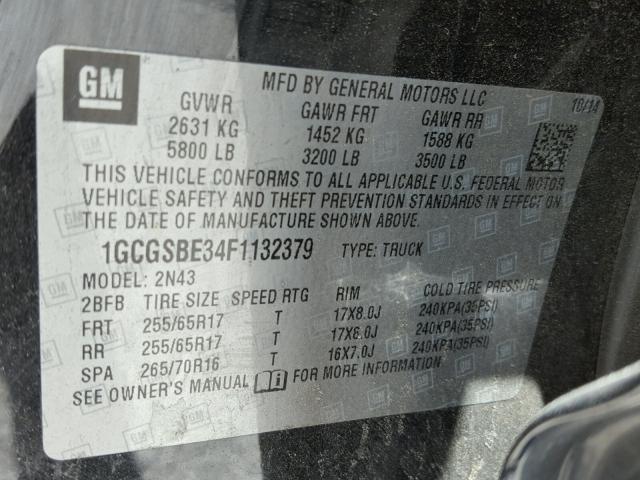 GM
MFD BY GENERAL MOTORS LLC
10/14
GVWR GAWR FRT GAWR RR
2631 KG 1452 KG 1588 KG
5800 LB 3200 LB 3500 LB
THIS VEHICLE CONFORMS TO ALL APPLICABLE U.S. FEDERAL MOTOR
VEHICLE SAFETY AND THEFT PREVENTION STANDARDS IN EFFECT ON
THE DATE OF MANUFACTURE SHOWN ABOVE.
1GCGSBE34F1132379 TYPE: TRUCK
MODEL: 2N43
2BFB TIRE SIZE SPEED RTG RIM COLD TIRE PRESSURE
FRT 255/65R17 T 17X8.0J 240KPA(35PSI)
RR 255/65R17 T 17X8.0J 240KPA(35PSI)
SPA 265/70R16 T 16X7.0J 240KPA(35PSI)
SEE OWNER'S MANUAL FOR MORE INFORMATION